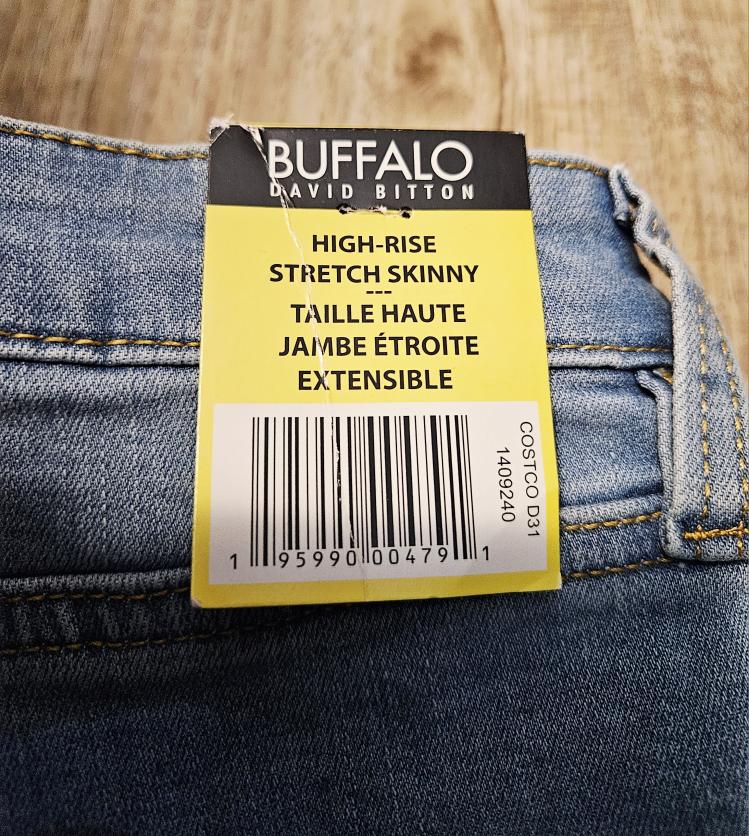 BUFFALO
DAVID BITTON
HIGH-RISE
STRETCH SKINNY
---
TAILLE HAUTE
JAMBE ÉTROITE
EXTENSIBLE
COSTCO D31
1409240
1 95990 00479 1